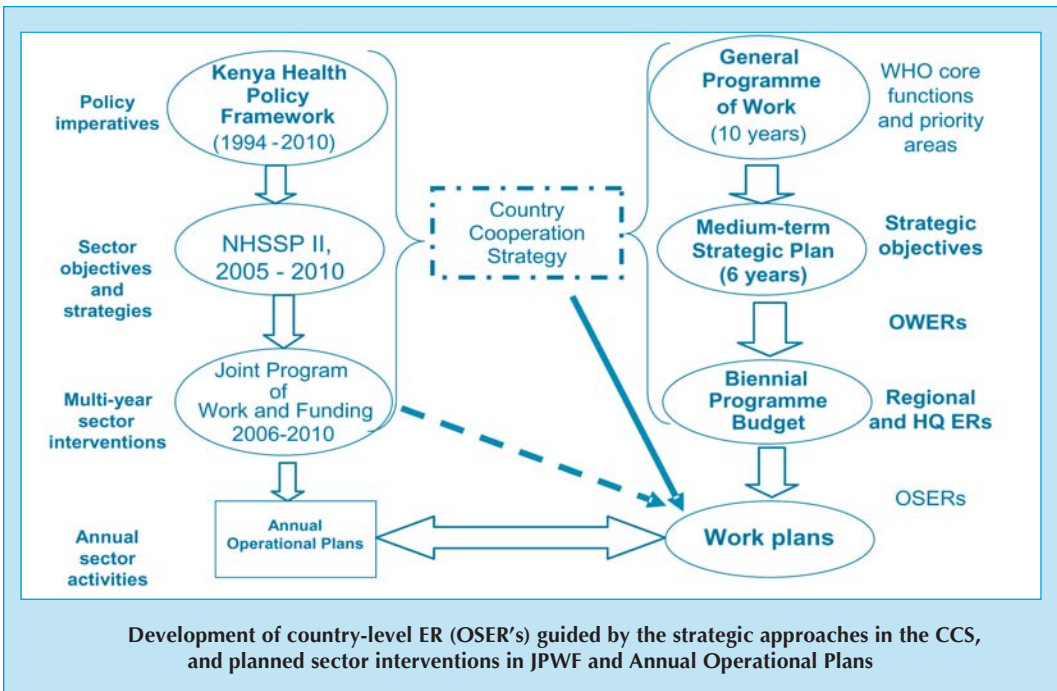 Policy
imperatives
Kenya Health
Policy
Framework
(1994 - 2010)
Sector
objectives
and
strategies
NHSSP II,
2005 - 2010
Multi-year
sector
interventions
Joint Program
of
Work and Funding
2006-2010
Annual
sector
activities
Annual
Operational Plans
Country
Cooperation
Strategy
General
Programme
of Work
(10 years)
WHO core
functions
and priority
areas
Medium-term
Strategic Plan
(6 years)
Strategic
objectives
OWERs
Biennial
Programme
Budget
Regional
and HQ ERs
OSERs
Work plans
Development of country-level ER (OSER's) guided by the strategic approaches in the CCS,
and planned sector interventions in JPWF and Annual Operational Plans